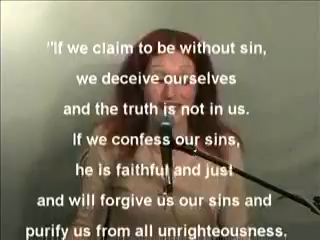 "If we claim to be without sin,
we deceive ourselves
and the truth is not in us.
If we confess our sins,
he is faithful and just
and will forgive us our sins and
purify us from all unrighteousness.